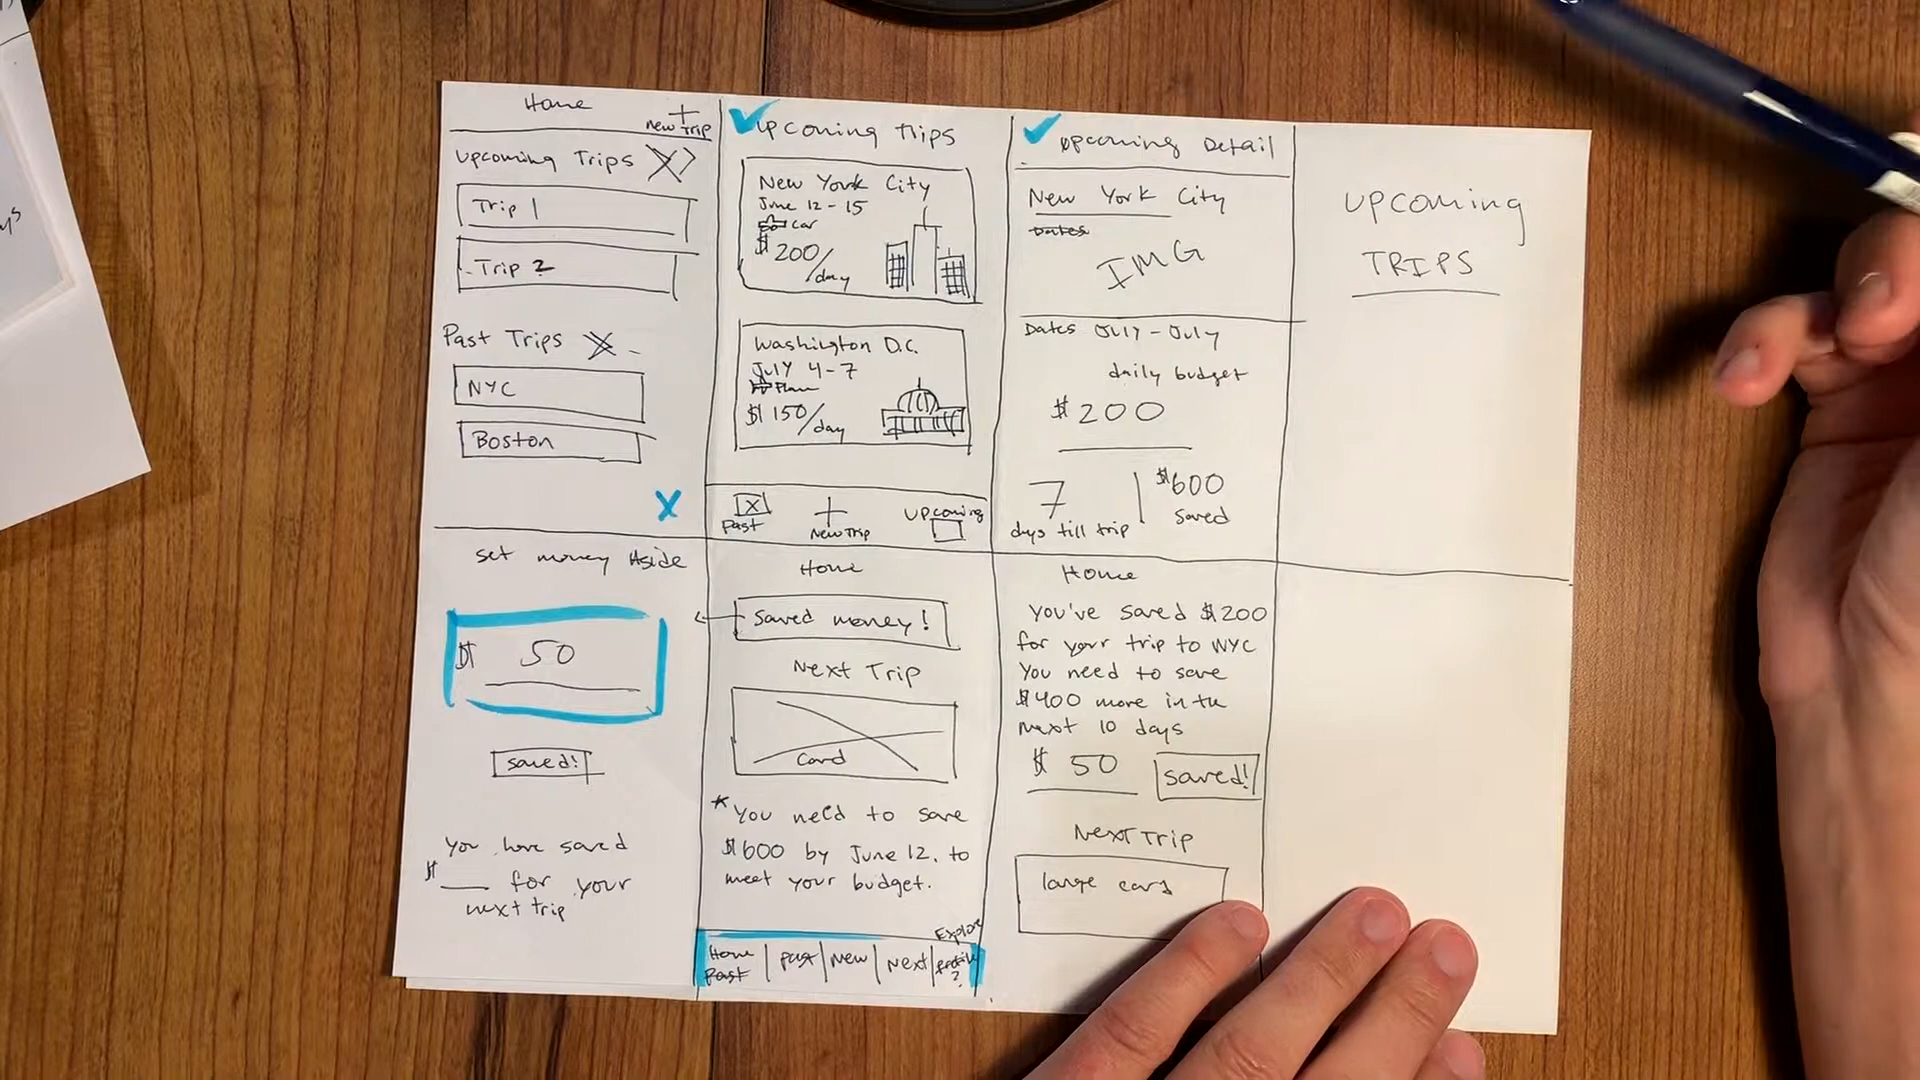 Home
+
New Trip
Upcoming Trips
Trip 1
Trip 2
Past Trips
NYC
Boston
X
Upcoming Trips
New York City
June 12-15
Car
$200/day
Washington D.C.
July 4-7
Plane
$150/day
Past
New Trip
Upcoming
Upcoming Detail
New York City
Dates
IMG
Dates July - July
daily budget
$200
7
days till trip
$600
Saved
UPCOMING
TRIPS
Set money Aside
$ 50
saved!
You have saved
$ ___ for your
next trip
Home
Saved money!
Next Trip
Card
*You need to save
$600 by June 12. to
meet your budget.
Explore
Home
Past
Past
New
Next
Profile
?
Home
You've saved $200
for your trip to NYC
You need to save
$400 more in the
next 10 days
$ 50
saved!
Next Trip
large card